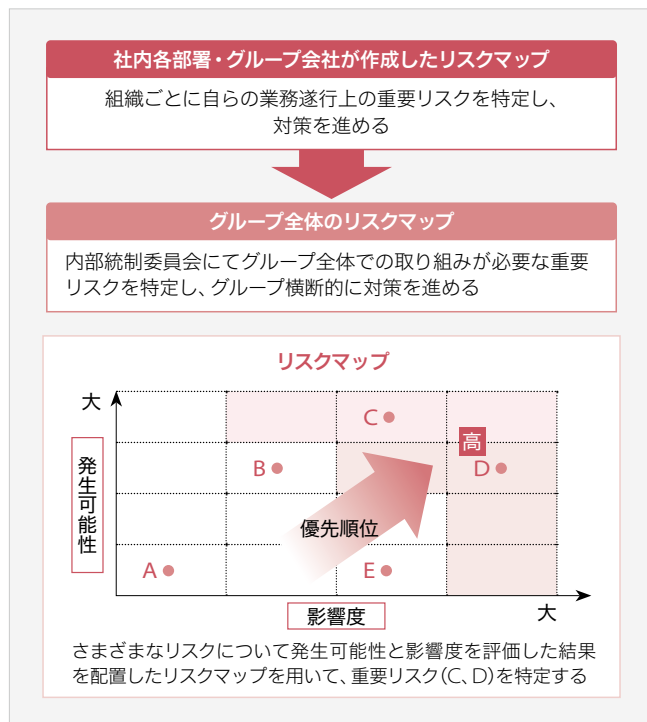 社内各部署・グループ会社が作成したリスクマップ
組織ごとに自らの業務遂行上の重要リスクを特定し、
対策を進める
グループ全体のリスクマップ
内部統制委員会にてグループ全体での取り組みが必要な重要
リスクを特定し、グループ横断的に対策を進める
リスクマップ
大
発生可能性
C
高
B
D
優先順位
A
E
影響度
大
さまざまなリスクについて発生可能性と影響度を評価した結果
を配置したリスクマップを用いて、重要リスク(C、D)を特定する